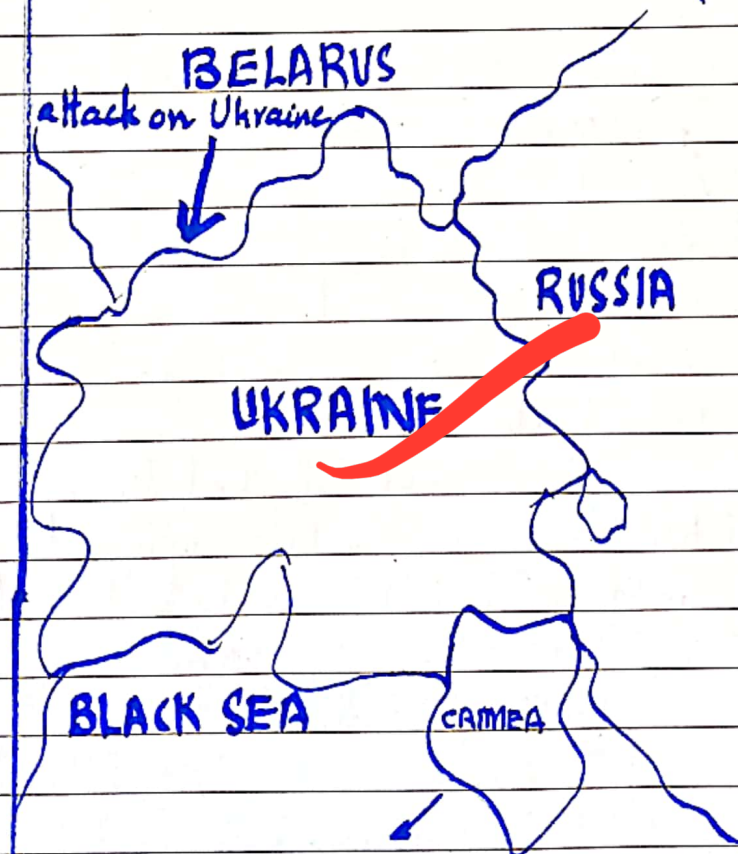 BELARUS
attack on Ukraine
RUSSIA
UKRAINE
BLACK SEA
CRIMEA